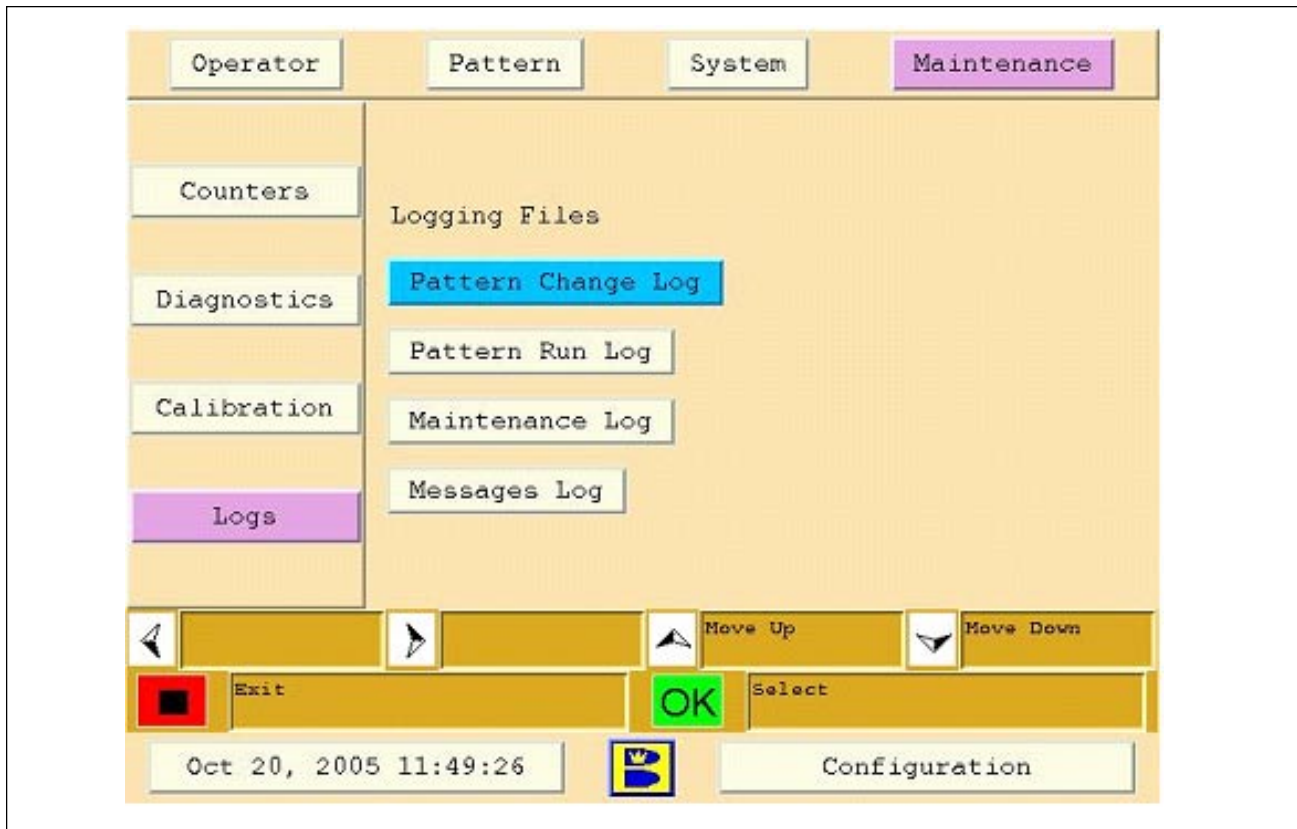 Operator Pattern System Maintenance
Counters
Diagnostics
Calibration
Logs
Logging Files
Pattern Change Log
Pattern Run Log
Maintenance Log
Messages Log
Move Up Move Down
Exit OK Select
Oct 20, 2005 11:49:26 Configuration